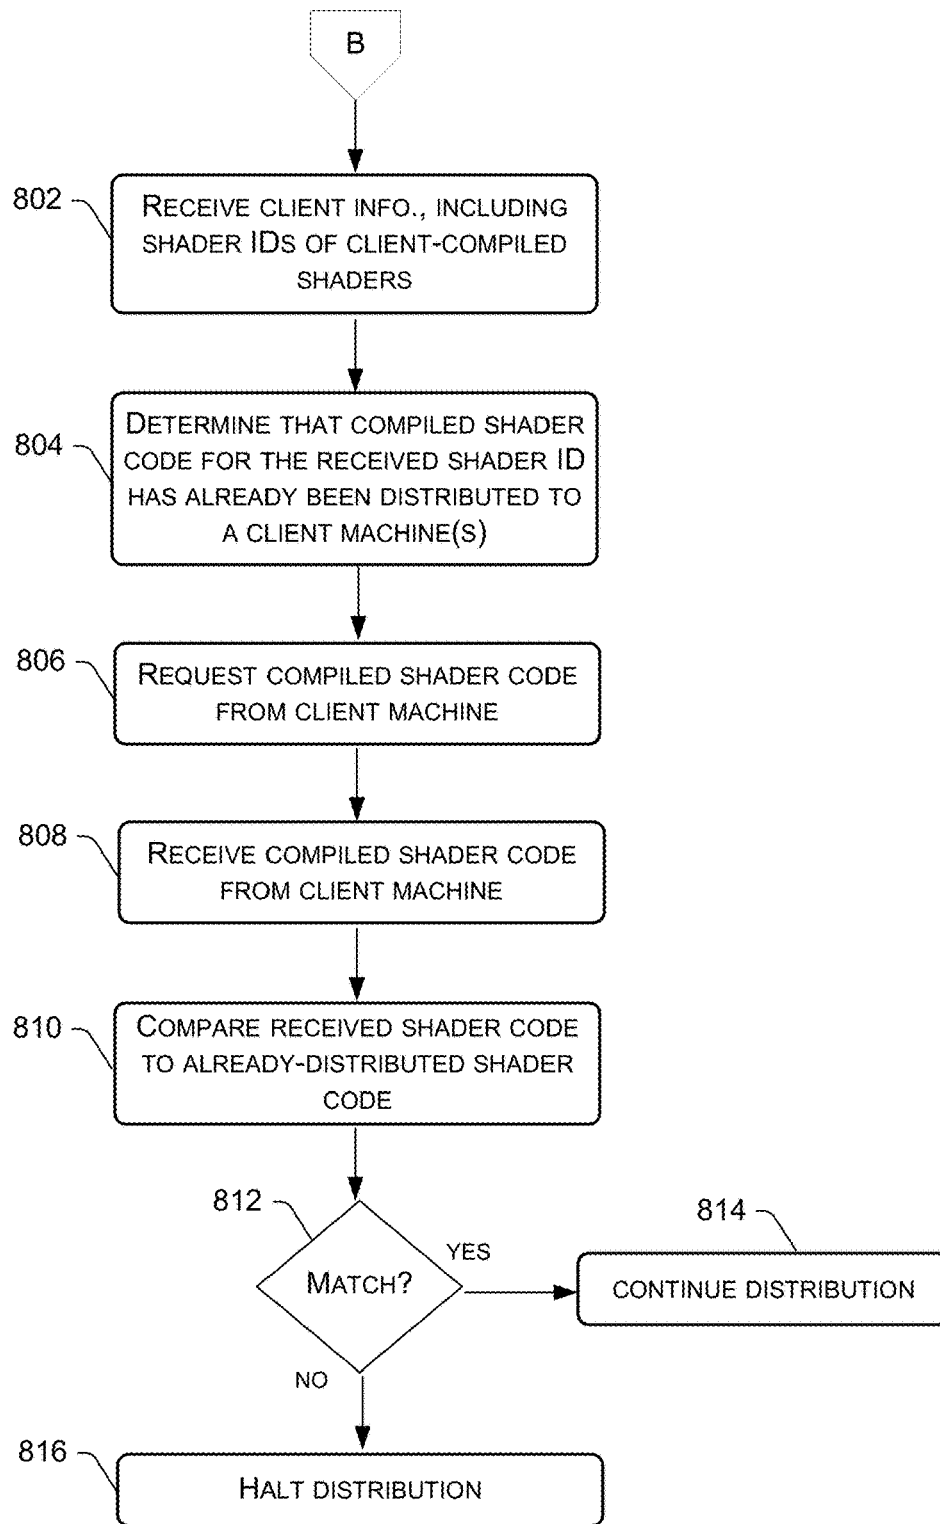 B
802
RECEIVE CLIENT INFO., INCLUDING
SHADER IDS OF CLIENT-COMPILED
SHADERS
804
DETERMINE THAT COMPILED SHADER
CODE FOR THE RECEIVED SHADER ID
HAS ALREADY BEEN DISTRIBUTED TO
A CLIENT MACHINE(S)
806
REQUEST COMPILED SHADER CODE
FROM CLIENT MACHINE
808
RECEIVE COMPILED SHADER CODE
FROM CLIENT MACHINE
810
COMPARE RECEIVED SHADER CODE
TO ALREADY-DISTRIBUTED SHADER
CODE
812
MATCH?
YES
814
CONTINUE DISTRIBUTION
NO
816
HALT DISTRIBUTION